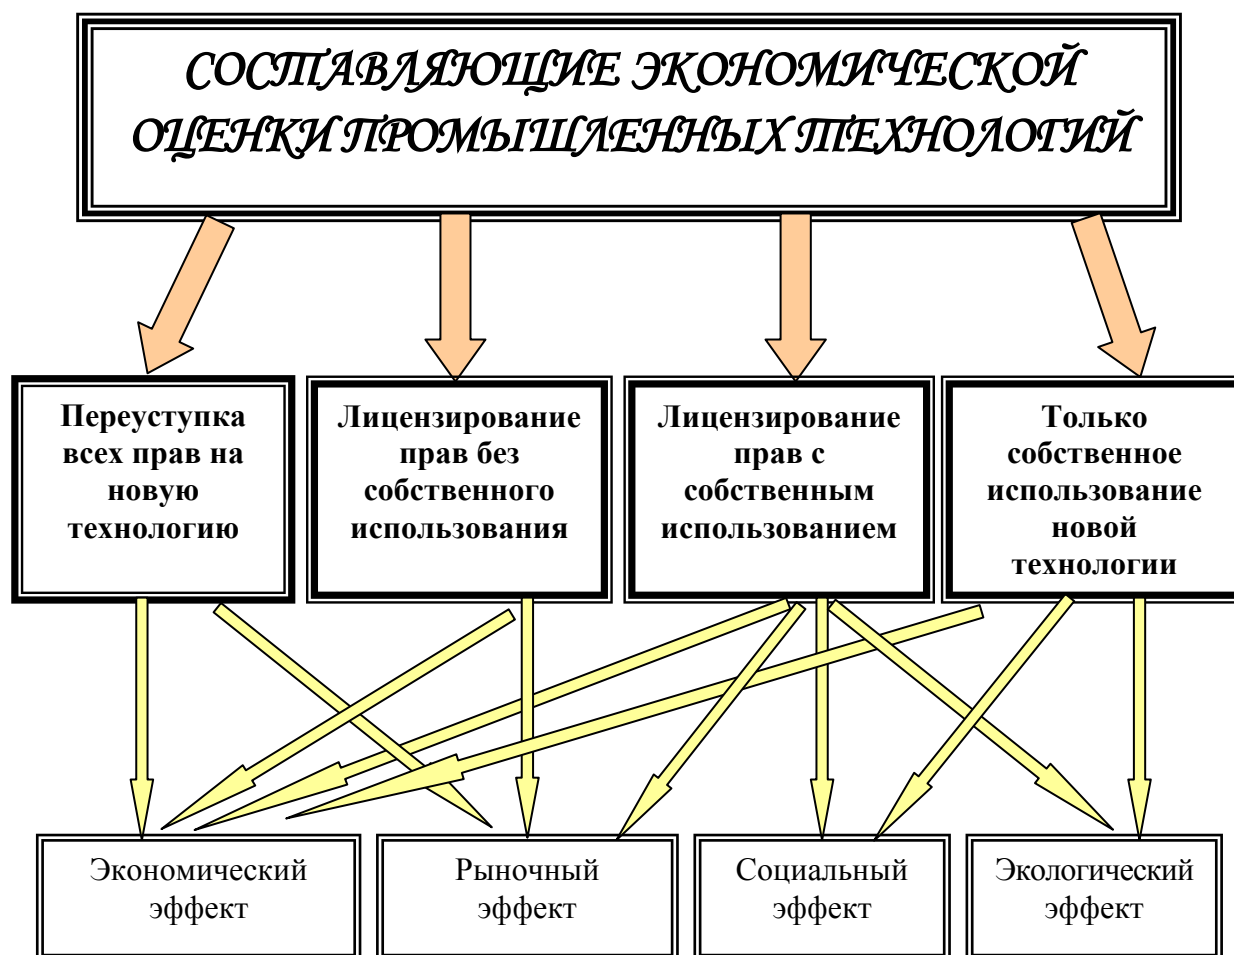 СОСТАВЛЯЮЩИЕ ЭКОНОМИЧЕСКОЙ
ОЦЕНКИ ПРОМЫШЛЕННЫХ ТЕХНОЛОГИЙ
Переуступка
всех прав на
новую
технологию
Лицензирование
прав без
собственного
использования
Лицензирование
прав с
собственным
использованием
Только
собственное
использование
новой
технологии
Экономический
эффект
Рыночный
эффект
Социальный
эффект
Экологический
эффект